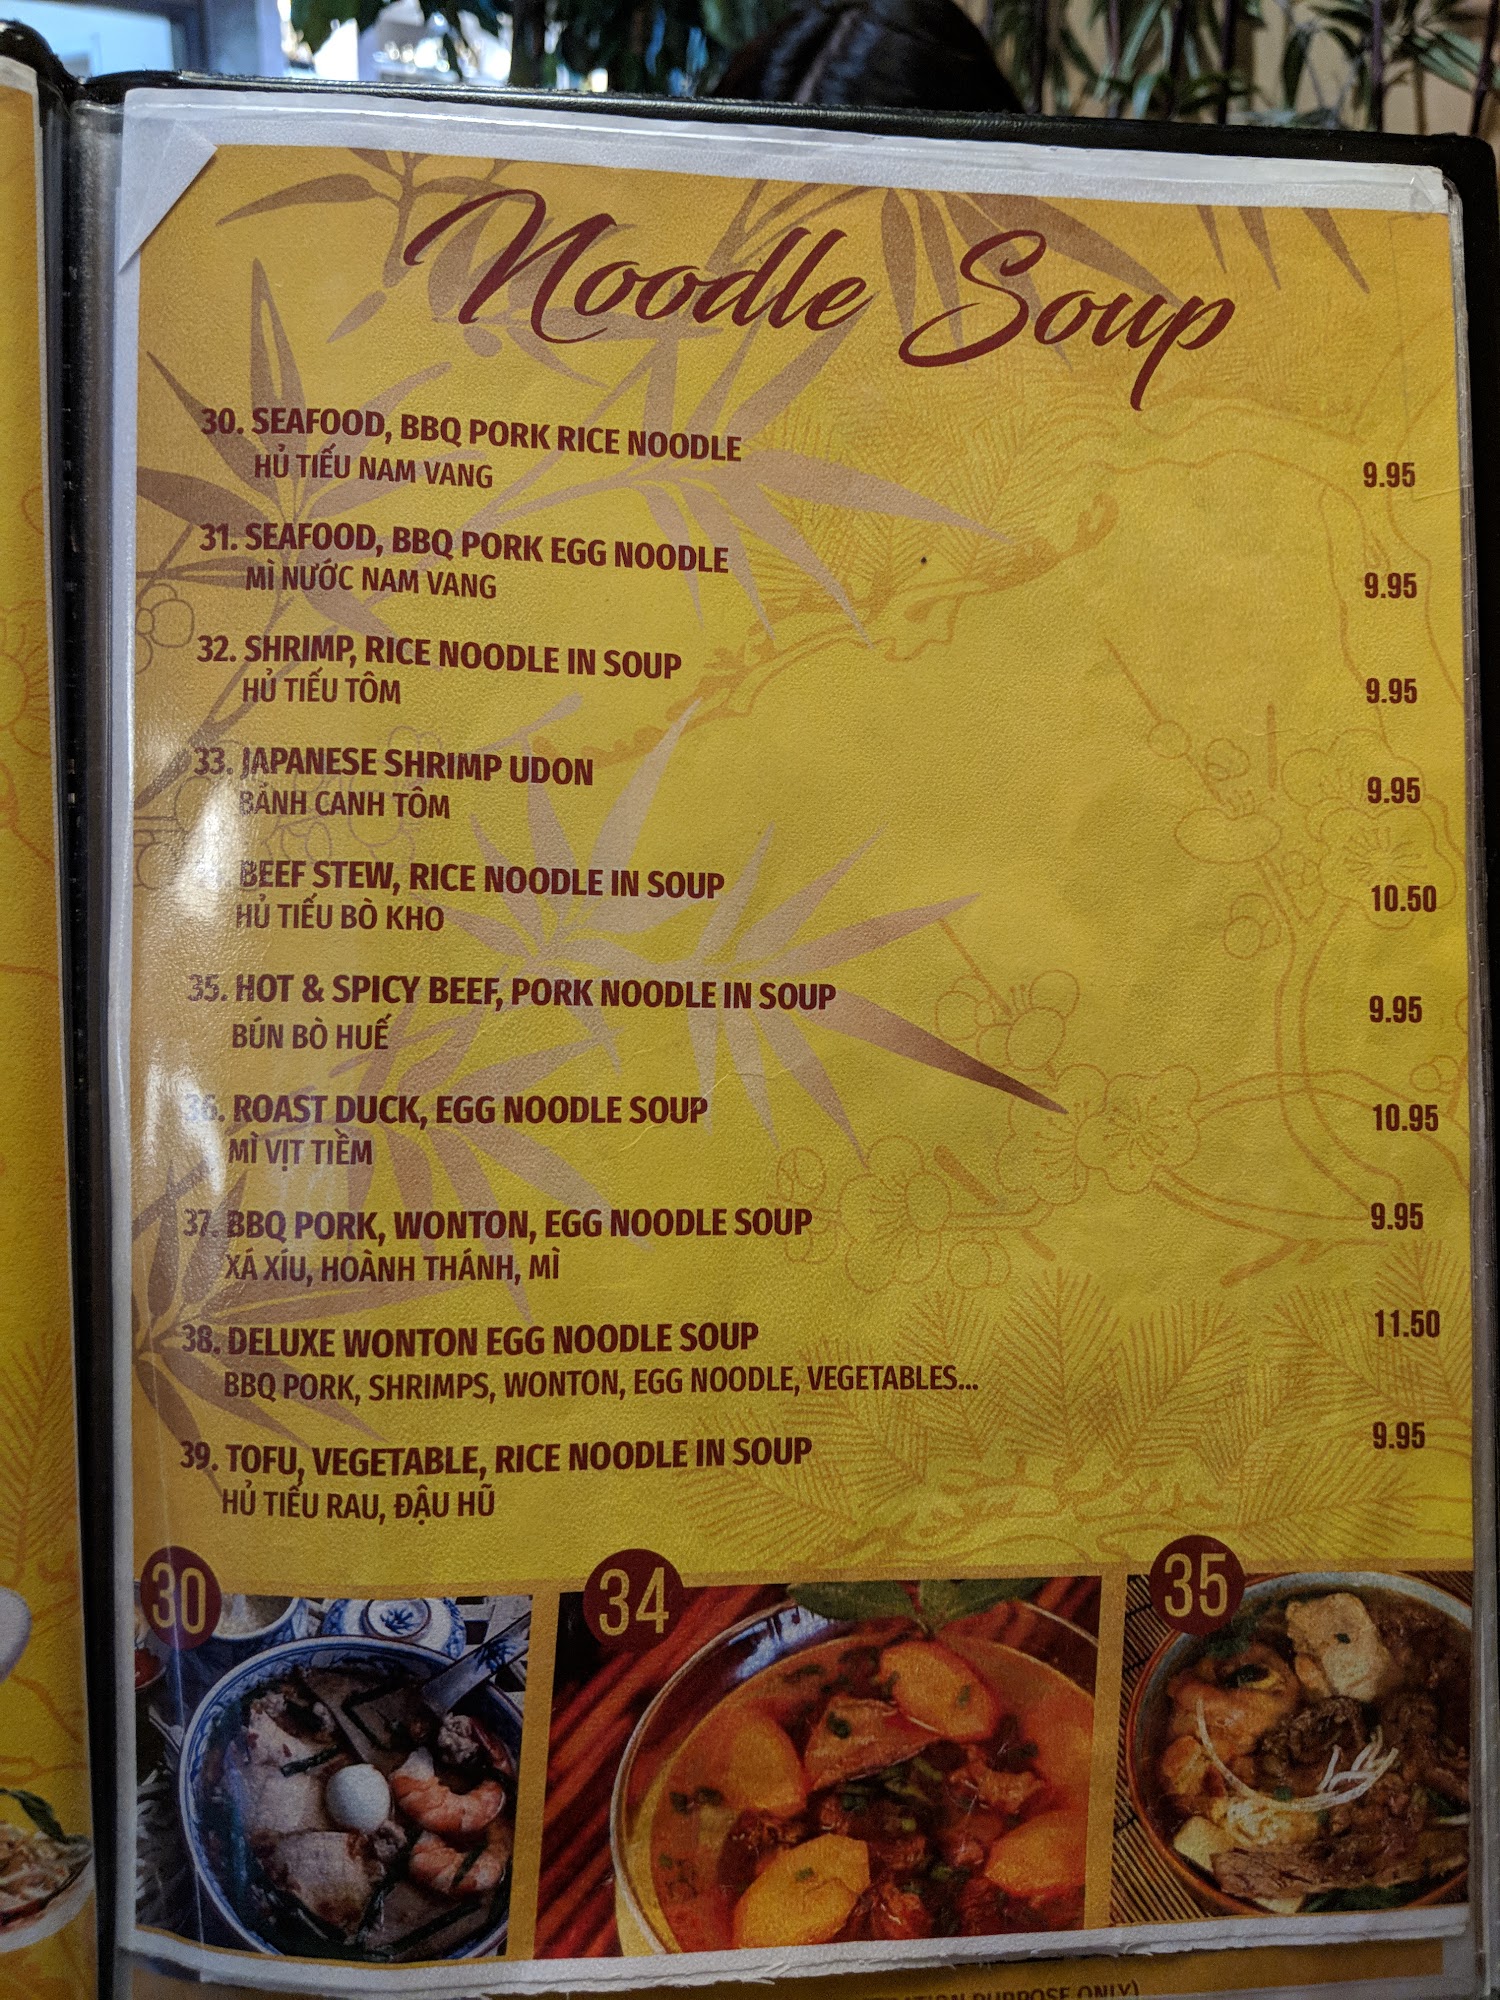 Noodle Soup
30. SEAFOOD, BBQ PORK RICE NOODLE
HỦ TIẾU NAM VANG
9.95
31. SEAFOOD, BBQ PORK EGG NOODLE
MÌ NƯỚC NAM VANG
9.95
32. SHRIMP, RICE NOODLE IN SOUP
HỦ TIẾU TÔM
9.95
33. JAPANESE SHRIMP UDON
BÁNH CANH TÔM
9.95
BEEF STEW, RICE NOODLE IN SOUP
HỦ TIẾU BÒ KHO
10.50
35. HOT & SPICY BEEF, PORK NOODLE IN SOUP
BÚN BÒ HUẾ
9.95
36. ROAST DUCK, EGG NOODLE SOUP
MÌ VỊT TIỀM
10.95
37. BBQ PORK, WONTON, EGG NOODLE SOUP
XÁ XÍU, HOÀNH THÁNH, MÌ
9.95
38. DELUXE WONTON EGG NOODLE SOUP
BBQ PORK, SHRIMPS, WONTON, EGG NOODLE, VEGETABLES...
11.50
39. TOFU, VEGETABLE, RICE NOODLE IN SOUP
HỦ TIẾU RAU, ĐẬU HŨ
9.95
30
34
35
PURPOSE ONLY)